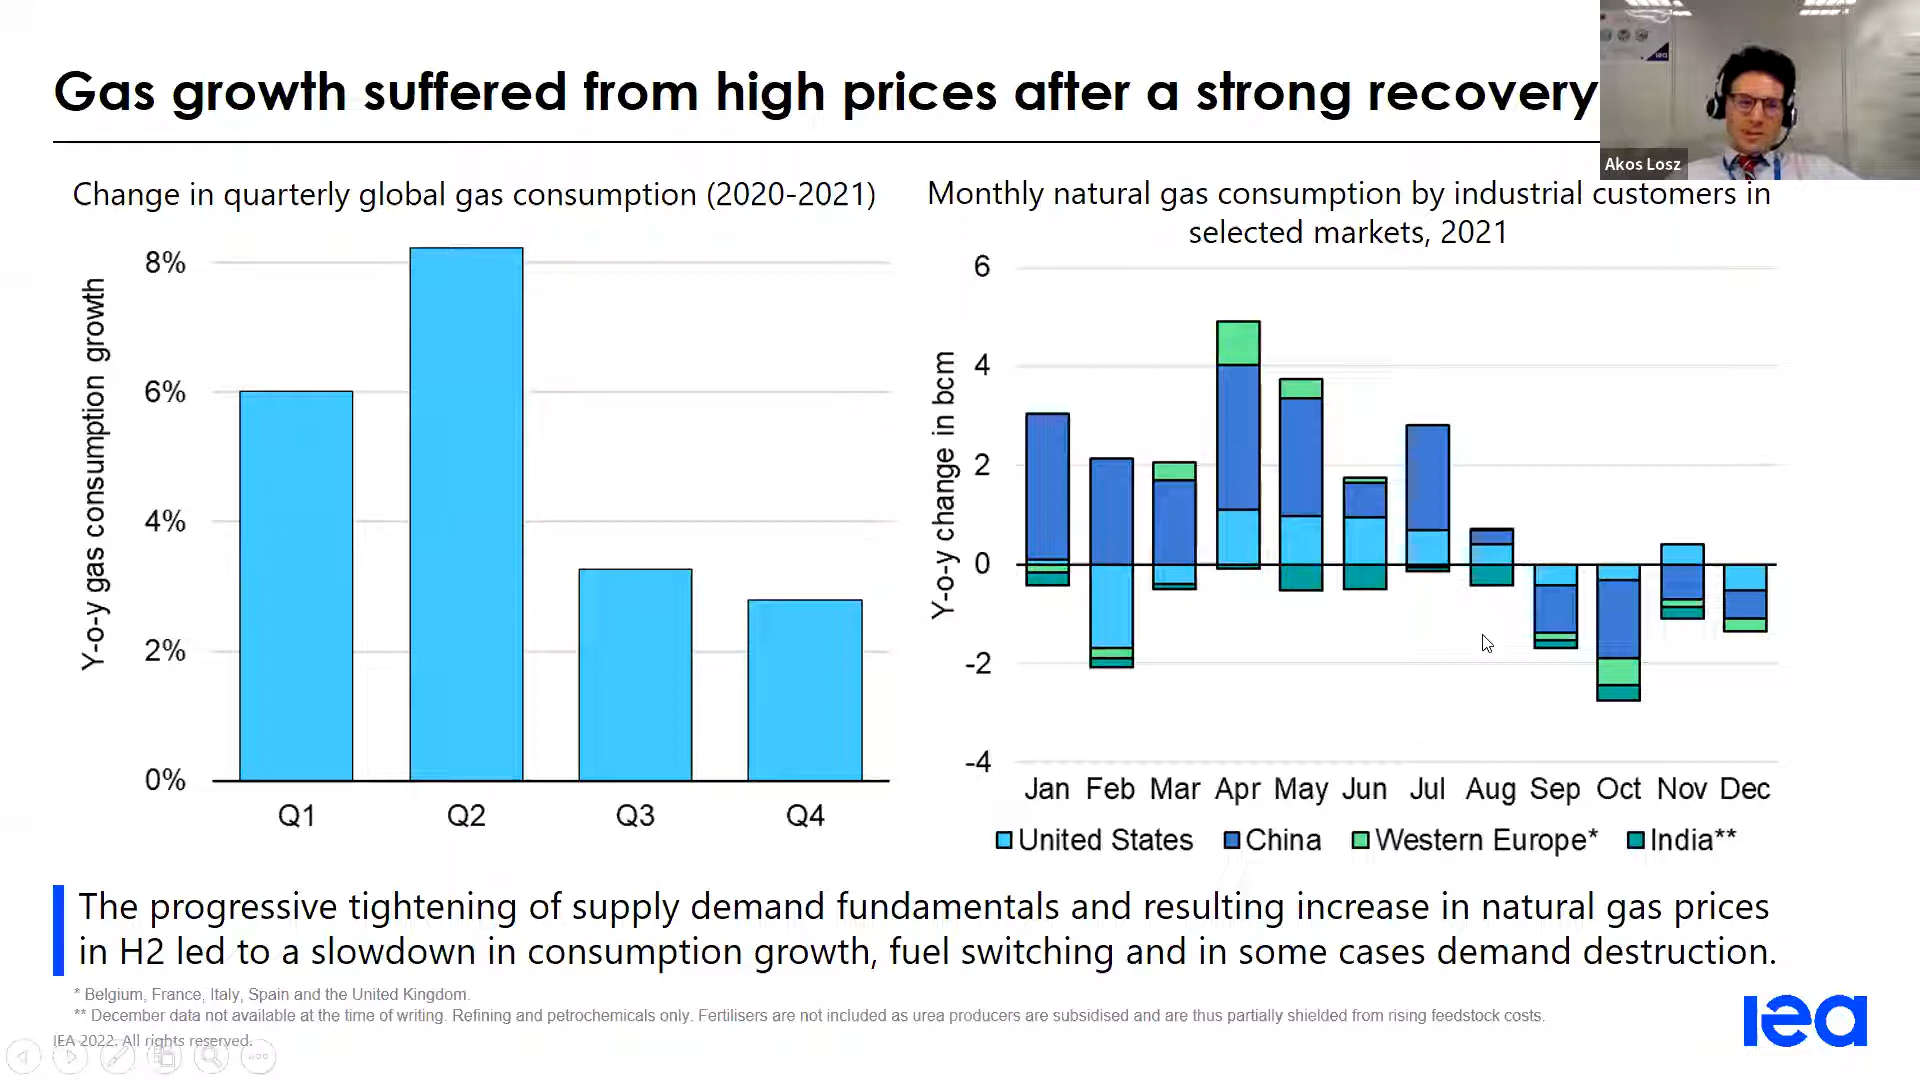 Gas growth suffered from high prices after a strong recovery
iea
Akos Losz
Change in quarterly global gas consumption (2020-2021)
Y-o-y gas consumption growth
8%
6%
4%
2%
0%
Q1 Q2 Q3 Q4
Monthly natural gas consumption by industrial customers in
selected markets, 2021
Y-o-y change in bcm
6
4
2
0
-2
-4
Jan Feb Mar Apr May Jun Jul Aug Sep Oct Nov Dec
United States China Western Europe* India**
The progressive tightening of supply demand fundamentals and resulting increase in natural gas prices
in H2 led to a slowdown in consumption growth, fuel switching and in some cases demand destruction.
* Belgium, France, Italy, Spain and the United Kingdom.
** December data not available at the time of writing. Refining and petrochemicals only. Fertilisers are not included as urea producers are subsidised and are thus partially shielded from rising feedstock costs.
IEA 2022. All rights reserved.
iea